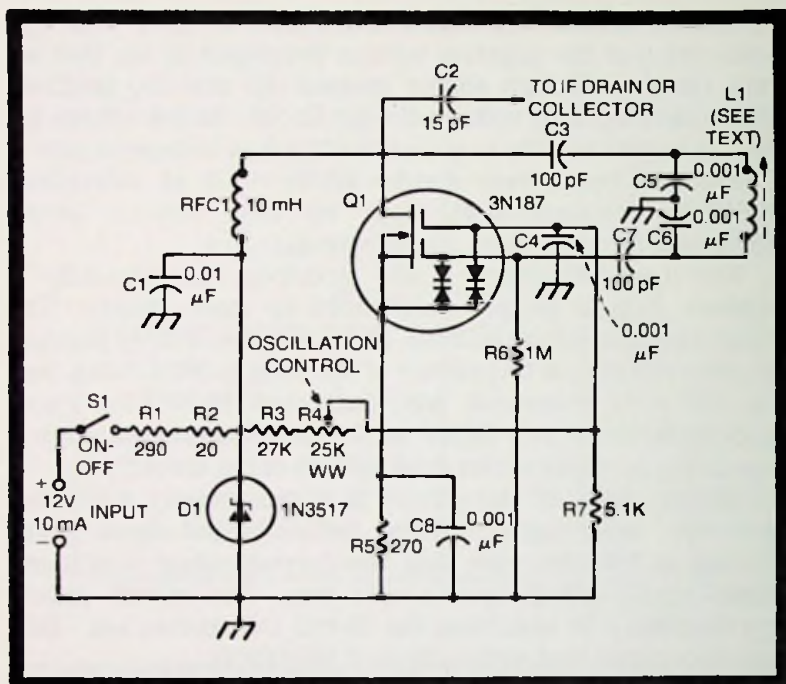 C2
15 pF
TO IF DRAIN OR
COLLECTOR
L1
(SEE
TEXT)
C3
100 pF
RFC1
10 mH
Q1
3N187
C5
0.001
µF
C4
C6
0.001
µF
C7
100
pF
C1
0.01
µF
0.001
µF
OSCILLATION
CONTROL
R6
1M
S1
ON-
OFF
R1
290
R2
20
R3
27K
R4
25K
WW
+
12V
10 mA
−
INPUT
D1
1N3517
R5
270
C8
0.001
µF
R7
5.1K